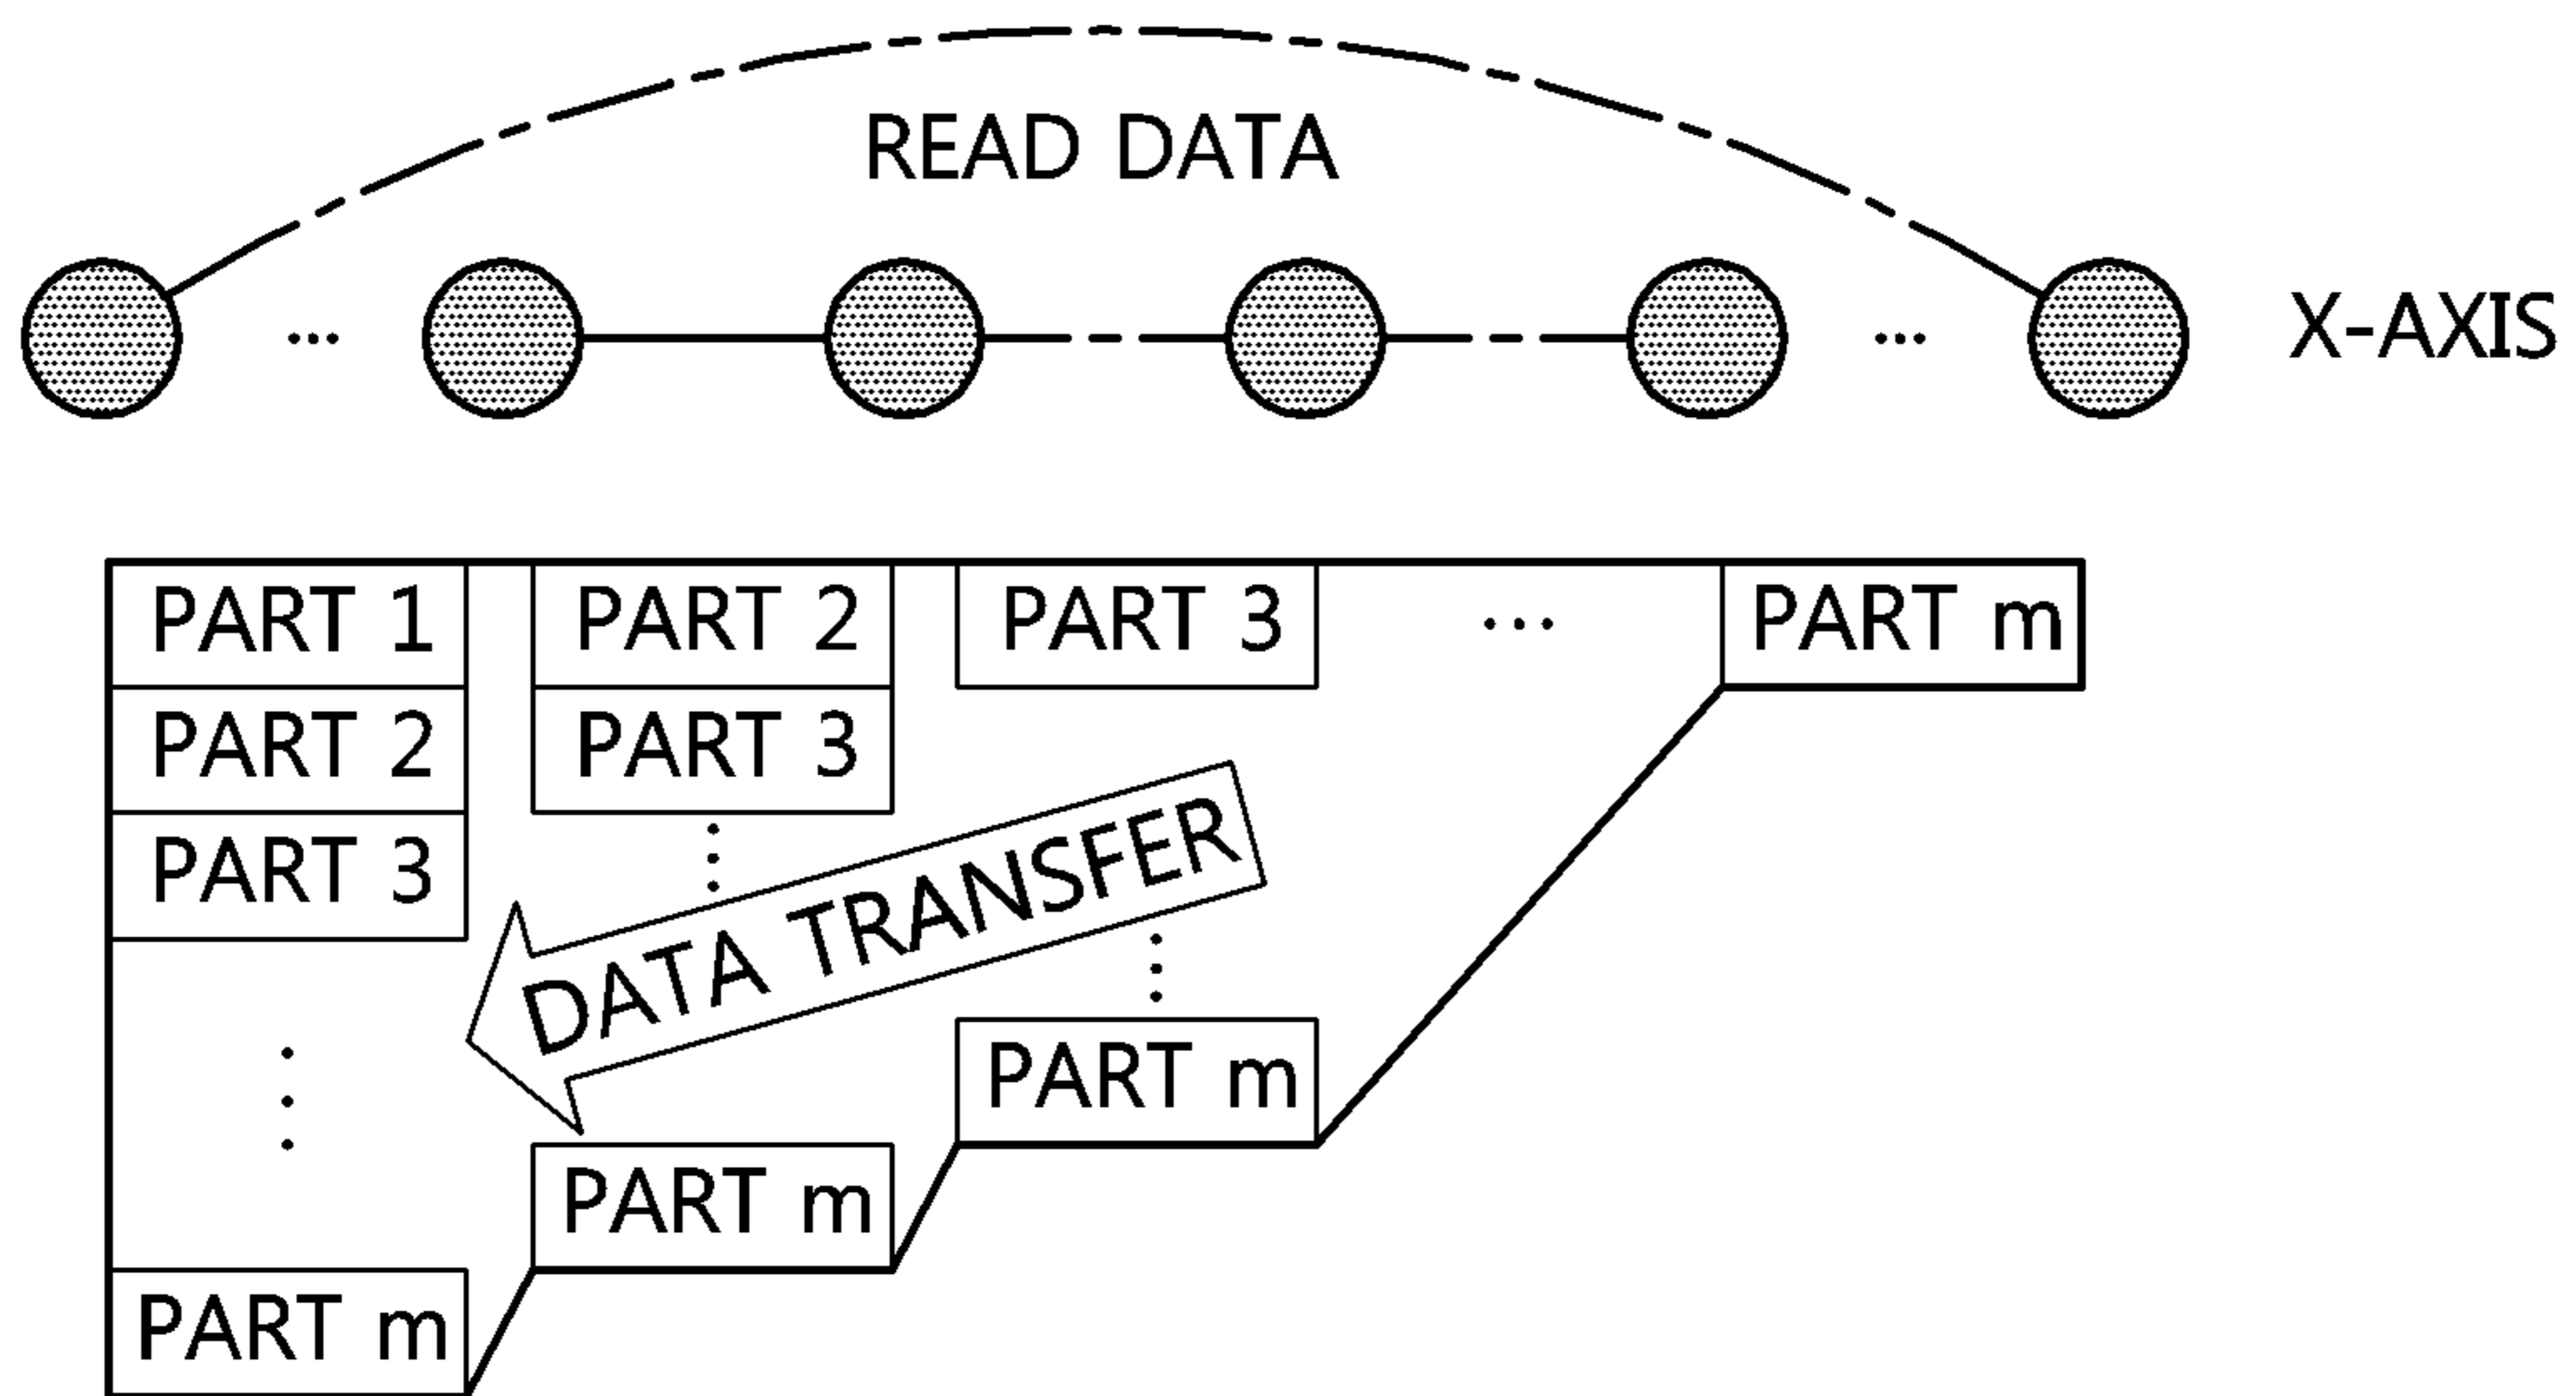 READ DATA
... ... X-AXIS
PART 1 PART 2 PART 3 ... PART m
PART 2 PART 3
PART 3
DATA TRANSFER
PART m
PART m
PART m